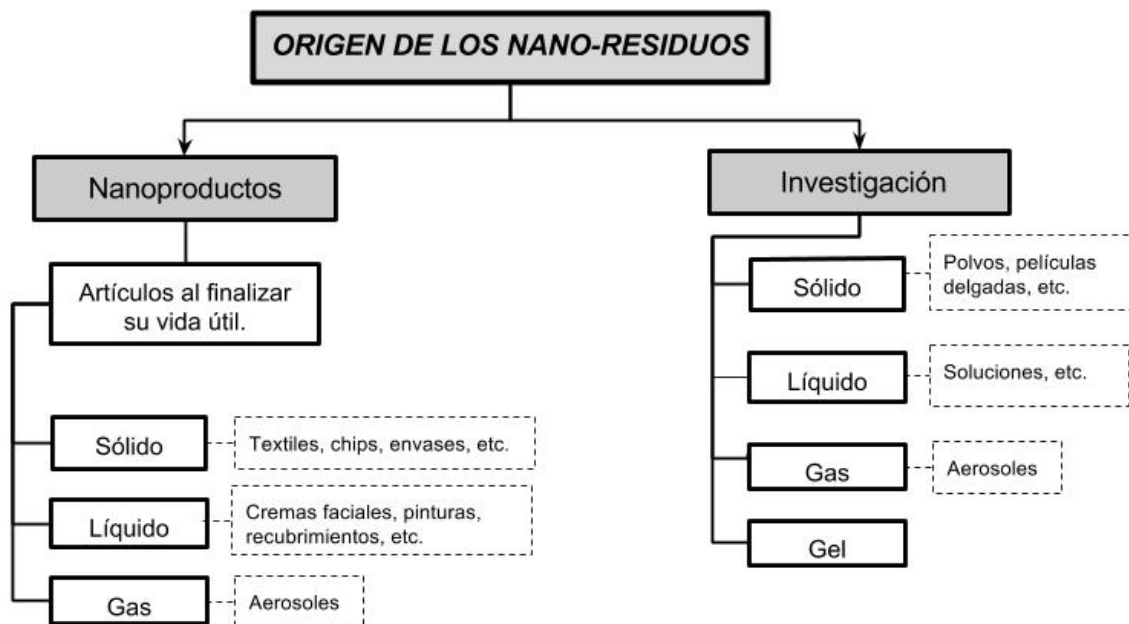 ORIGEN DE LOS NANO-RESIDUOS
Nanoproductos
Artículos al finalizar
su vida útil.
Sólido
Textiles, chips, envases, etc.
Líquido
Cremas faciales, pinturas,
recubrimientos, etc.
Gas
Aerosoles
Investigación
Sólido
Polvos, películas
delgadas, etc.
Líquido
Soluciones, etc.
Gas
Aerosoles
Gel